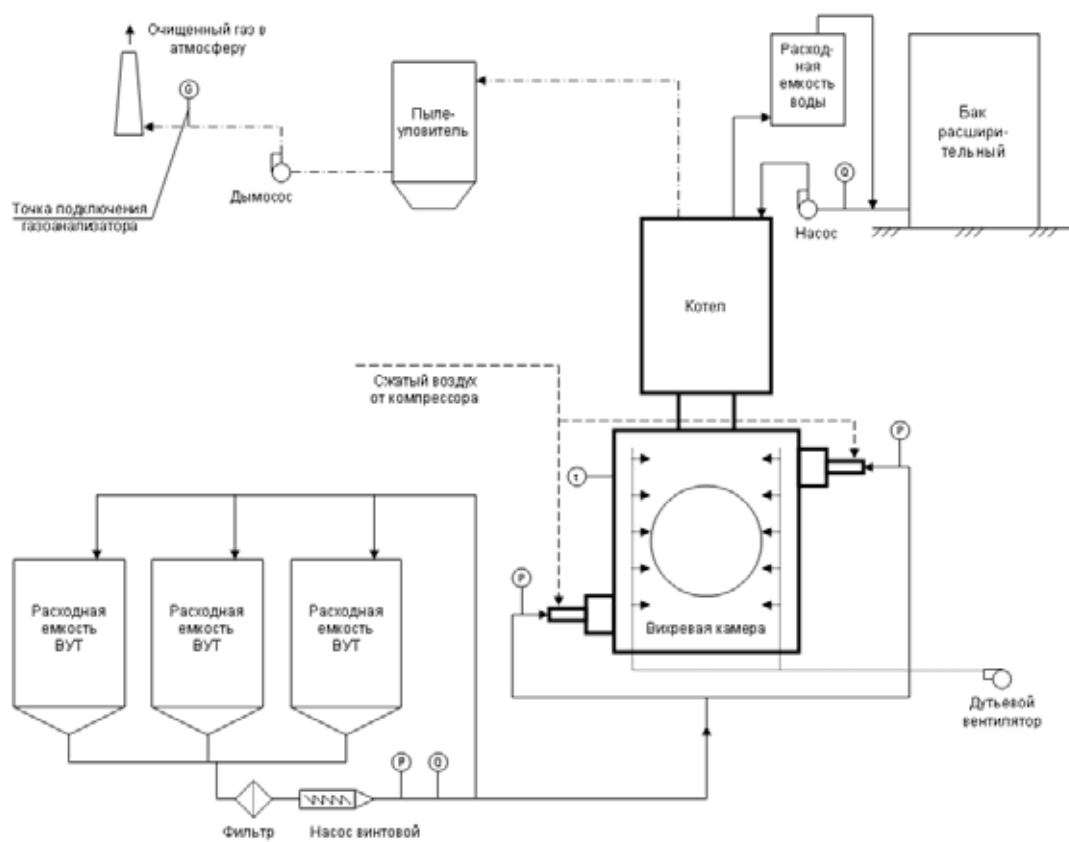 Очищенный газ в
атмосферу
G
Точка подключения
газоанализатора
Дымосос
Пыле-
уловитель
Расход-
ная
емкость
воды
Бак
расшири-
тельный
Q
Насос
Котел
Сжатый воздух
от компрессора
P
t
P
Вихревая камера
Дутьевой
вентилятор
Расходная
емкость
ВУТ
Расходная
емкость
ВУТ
Расходная
емкость
ВУТ
P
Q
Фильтр
Насос винтовой